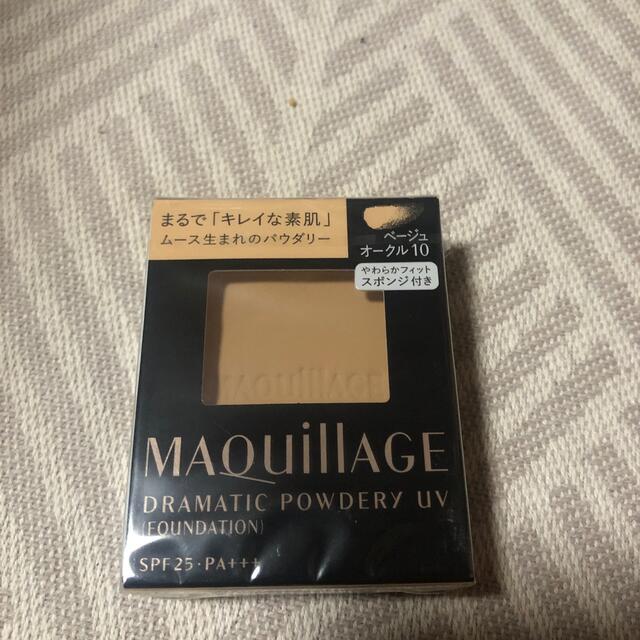 まるで「キレイな素肌」
ムース生まれのパウダリー
ベージュ
オークル10
やわらかフィット
スポンジ付き
MAQuillAGE
MAQuillAGE
DRAMATIC POWDERY UV
(FOUNDATION)
SPF25・PA+++